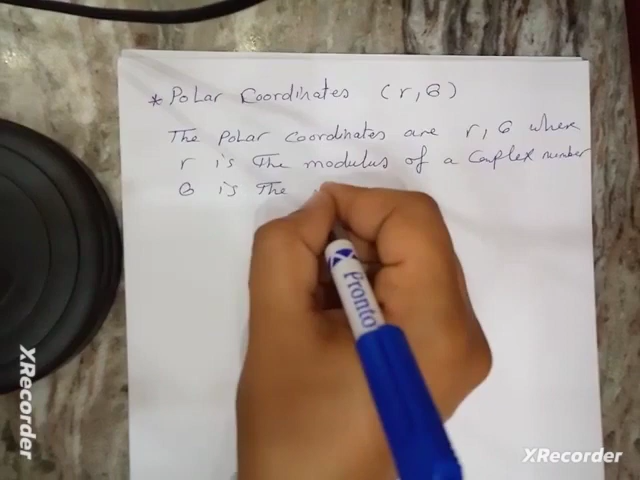 * Polar Coordinates (r, θ)
The Polar coordinates are r, θ where
r is the modulus of a Complex number
θ is the
Pronto
XRecorder
XRecorder